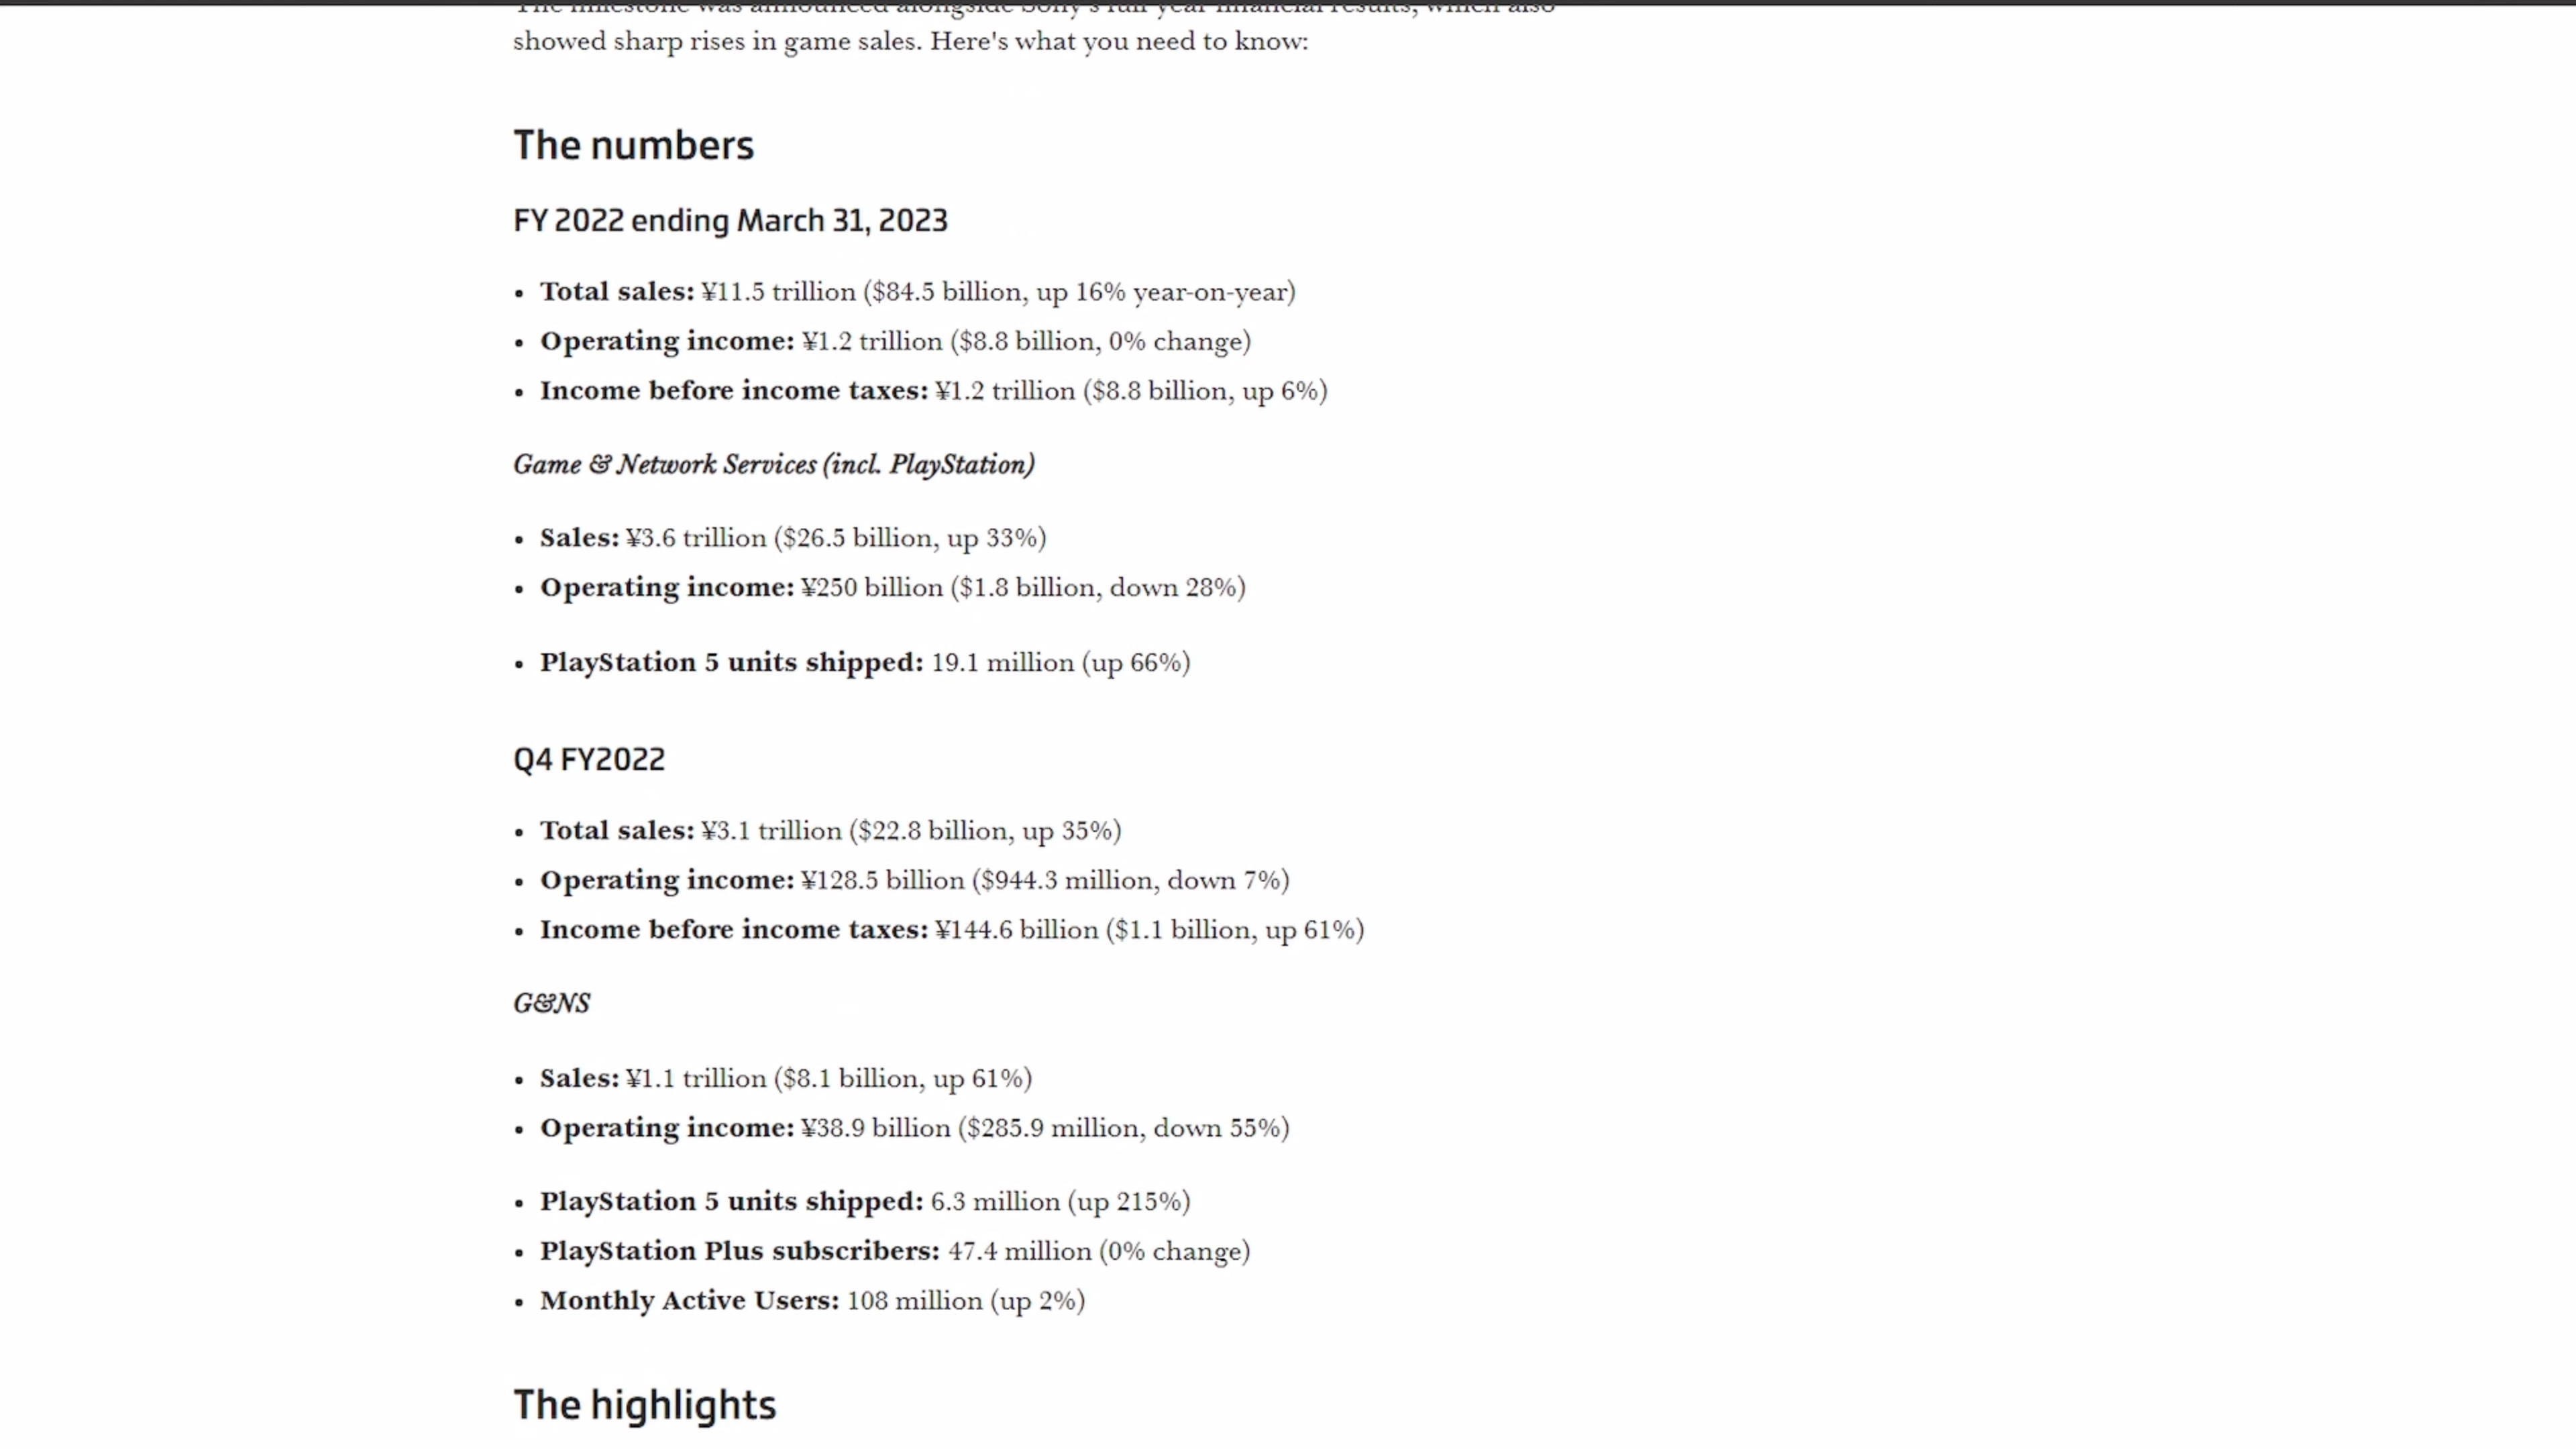 The milestone was announced alongside Sony's full year financial results, which also
showed sharp rises in game sales. Here's what you need to know:
The numbers
FY 2022 ending March 31, 2023
• Total sales: ¥11.5 trillion ($84.5 billion, up 16% year-on-year)
• Operating income: ¥1.2 trillion ($8.8 billion, 0% change)
• Income before income taxes: ¥1.2 trillion ($8.8 billion, up 6%)
Game & Network Services (incl. PlayStation)
• Sales: ¥3.6 trillion ($26.5 billion, up 33%)
• Operating income: ¥250 billion ($1.8 billion, down 28%)
• PlayStation 5 units shipped: 19.1 million (up 66%)
Q4 FY2022
• Total sales: ¥3.1 trillion ($22.8 billion, up 35%)
• Operating income: ¥128.5 billion ($944.3 million, down 7%)
• Income before income taxes: ¥144.6 billion ($1.1 billion, up 61%)
G&NS
• Sales: ¥1.1 trillion ($8.1 billion, up 61%)
• Operating income: ¥38.9 billion ($285.9 million, down 55%)
• PlayStation 5 units shipped: 6.3 million (up 215%)
• PlayStation Plus subscribers: 47.4 million (0% change)
• Monthly Active Users: 108 million (up 2%)
The highlights